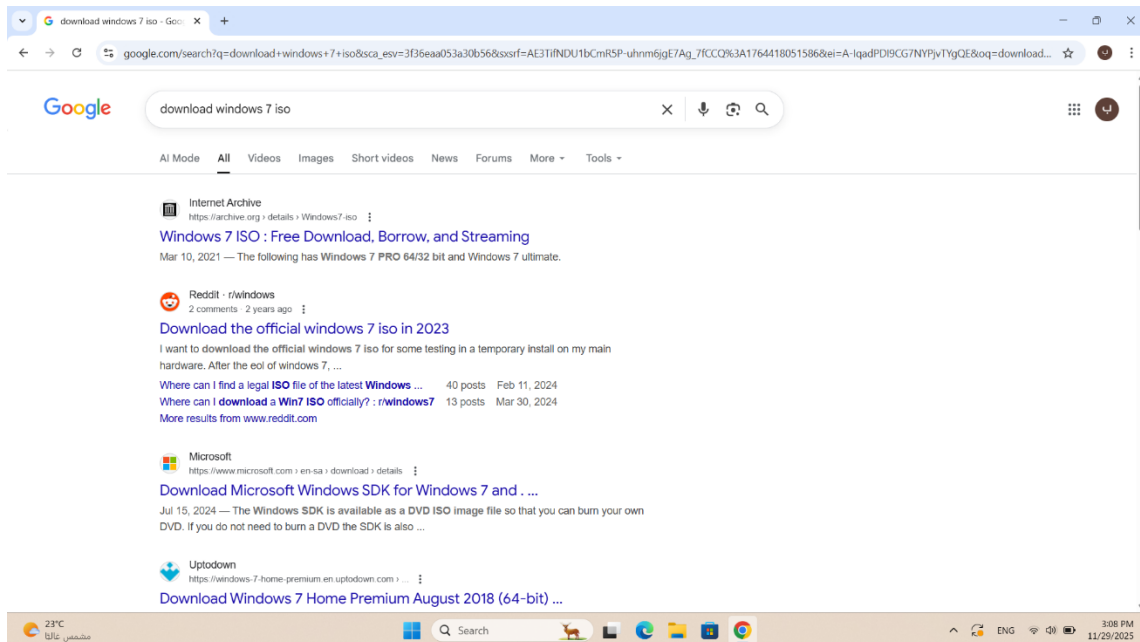 download windows 7 iso - Goo
google.com/search?q=download+windows+7+iso&sca_esv=3f36eaa053a30b56&sxsrf=AE3TifNDU1bCmR5P-uhnm6jgE7Ag_7fCCQ%3A1764418051586&ei=A-IqadPDI9CG7NYPjvTYgQE&oq=download...
Google
download windows 7 iso
AI Mode All Videos Images Short videos News Forums More Tools
Internet Archive
https://archive.org › details › Windows7-iso
Windows 7 ISO : Free Download, Borrow, and Streaming
Mar 10, 2021 — The following has Windows 7 PRO 64/32 bit and Windows 7 ultimate.
Reddit · r/windows
2 comments · 2 years ago
Download the official windows 7 iso in 2023
I want to download the official windows 7 iso for some testing in a temporary install on my main
hardware. After the eol of windows 7, ...
Where can I find a legal ISO file of the latest Windows ... 40 posts Feb 11, 2024
Where can I download a Win7 ISO officially? : r/windows7 13 posts Mar 30, 2024
More results from www.reddit.com
Microsoft
https://www.microsoft.com › en-sa › download › details
Download Microsoft Windows SDK for Windows 7 and . ...
Jul 15, 2024 — The Windows SDK is available as a DVD ISO image file so that you can burn your own
DVD. If you do not need to burn a DVD the SDK is also ...
Uptodown
https://windows-7-home-premium.en.uptodown.com › ...
Download Windows 7 Home Premium August 2018 (64-bit) ...
23°C
مشمس غالبًا
Search
ENG
3:08 PM
11/29/2025